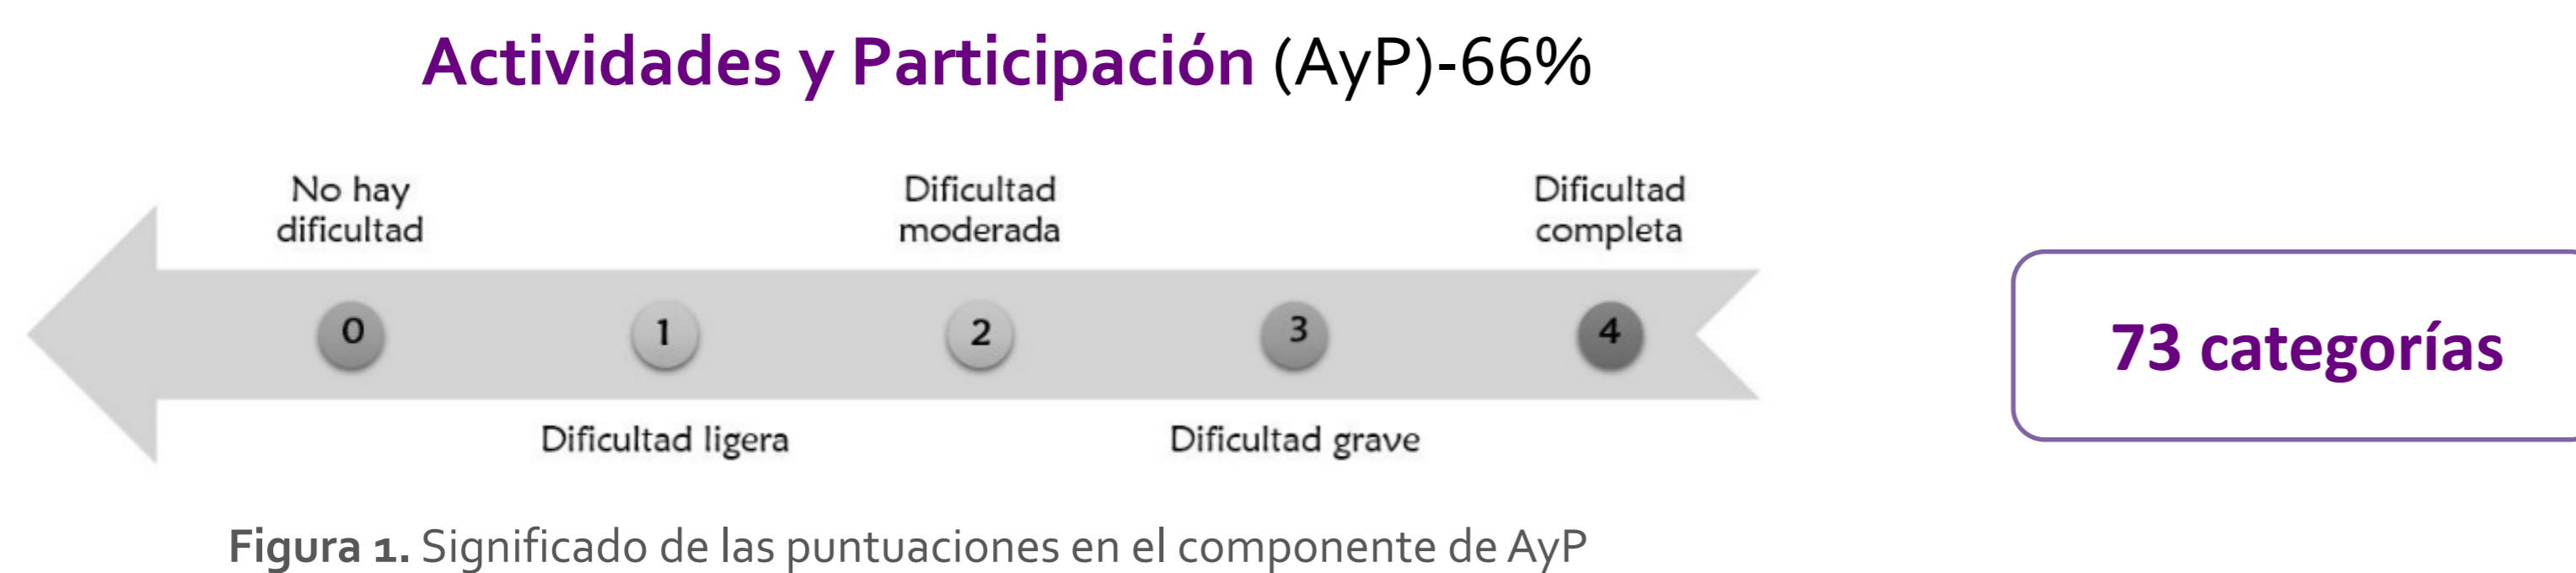 Actividades y Participación (AyP)-66%
No hay
dificultad
Dificultad
moderada
Dificultad
completa
0
1
2
3
4
Dificultad ligera
Dificultad grave
73 categorías
Figura 1. Significado de las puntuaciones en el componente de AyP